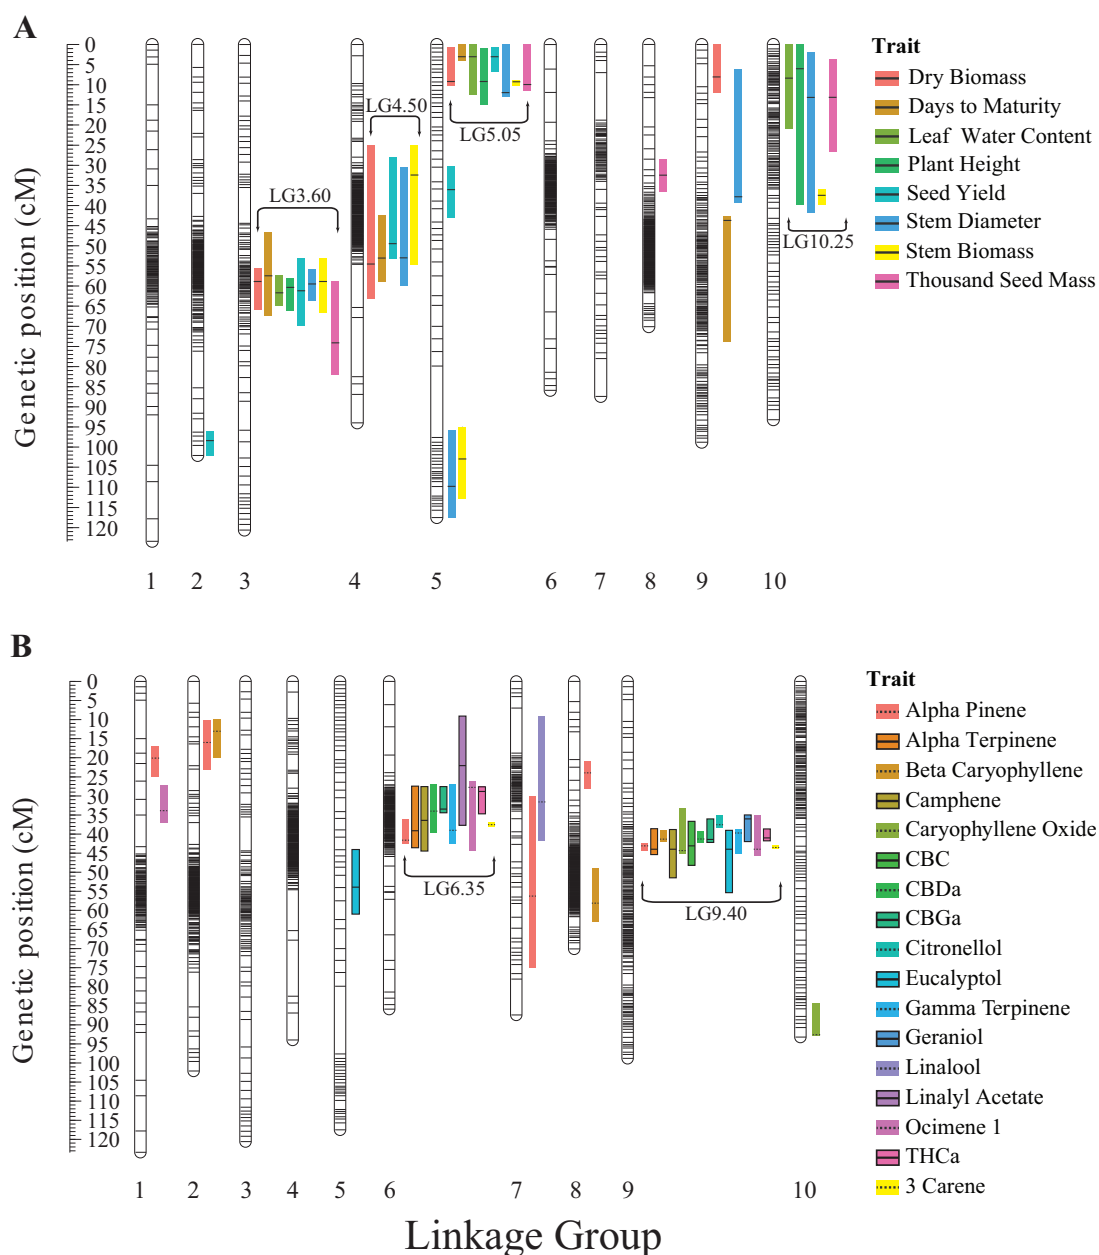 A
Genetic position (cM)
0
5
10
15
20
25
30
35
40
45
50
55
60
65
70
75
80
85
90
95
100
105
110
115
120
LG3.60
LG4.50
LG5.05
LG10.25
1 2 3 4 5 6 7 8 9 10
Trait
Dry Biomass
Days to Maturity
Leaf Water Content
Plant Height
Seed Yield
Stem Diameter
Stem Biomass
Thousand Seed Mass
B
Genetic position (cM)
0
5
10
15
20
25
30
35
40
45
50
55
60
65
70
75
80
85
90
95
100
105
110
115
120
LG6.35
LG9.40
1 2 3 4 5 6 7 8 9 10
Linkage Group
Trait
Alpha Pinene
Alpha Terpinene
Beta Caryophyllene
Camphene
Caryophyllene Oxide
CBC
CBDa
CBGa
Citronellol
Eucalyptol
Gamma Terpinene
Geraniol
Linalool
Linalyl Acetate
Ocimene 1
THCa
3 Carene